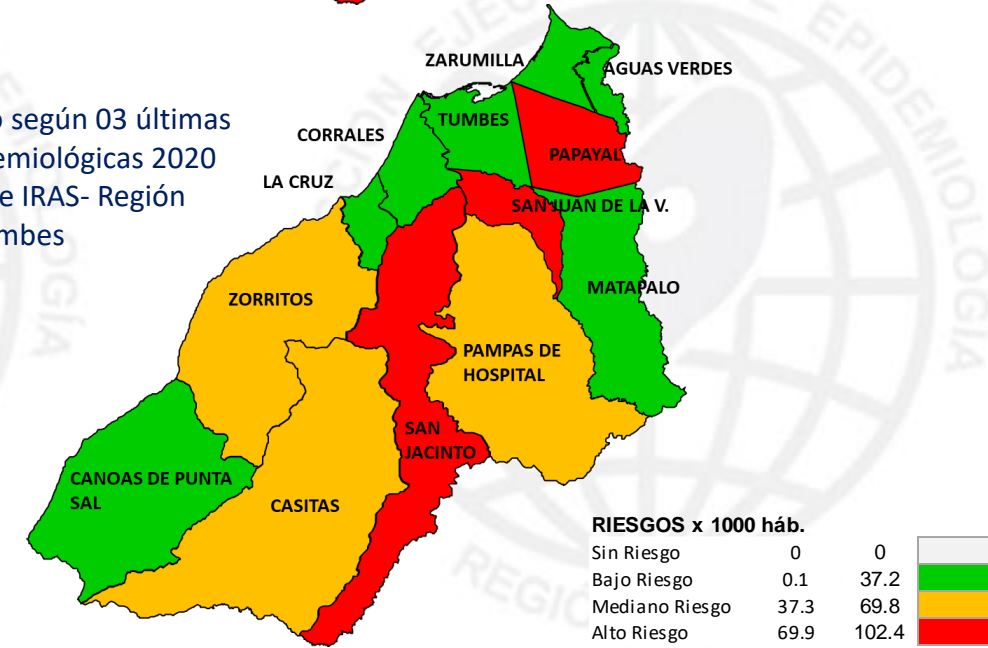 ZARUMILLA
AGUAS VERDES
o según 03 últimas
emiológicas 2020
e IRAS- Región
mbes
CORRALES
TUMBES
PAPAYAL
LA CRUZ
SAN JUAN DE LA V.
MATAPALO
ZORRITOS
PAMPAS DE
HOSPITAL
SAN
JACINTO
CANOAS DE PUNTA
SAL
CASITAS
RIESGOS x 1000 háb.
Sin Riesgo 0 0
Bajo Riesgo 0.1 37.2
Mediano Riesgo 37.3 69.8
Alto Riesgo 69.9 102.4
EPIDEMIOLOGIA